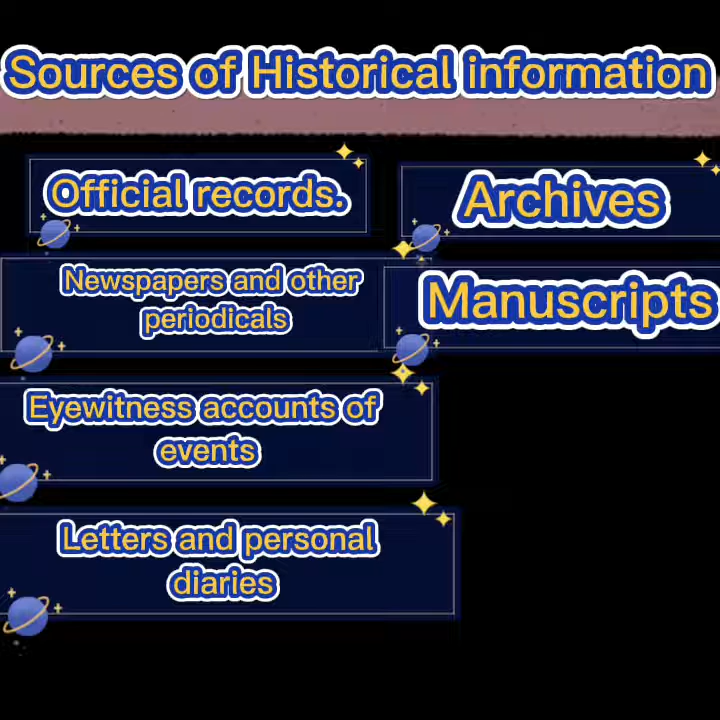 Sources of Historical information
Official records.
Newspapers and other
periodicals
Eyewitness accounts of
events
Letters and personal
diaries
Archives
Manuscripts